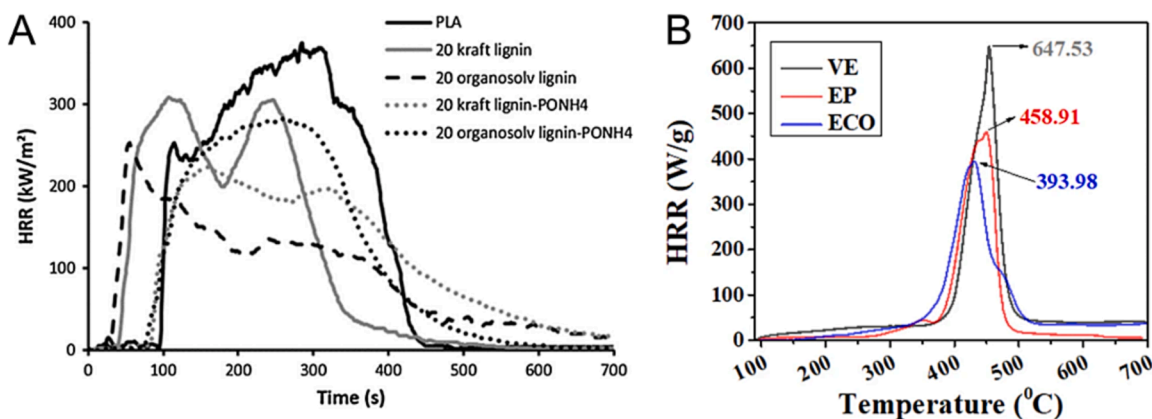 A
400
300
200
100
0
HRR (kW/m²)
0 100 200 300 400 500 600 700
Time (s)
PLA
20 kraft lignin
20 organosolv lignin
20 kraft lignin-PONH4
20 organosolv lignin-PONH4
B
700
600
500
400
300
200
100
0
HRR (W/g)
100 200 300 400 500 600 700
Temperature (⁰C)
VE
EP
ECO
647.53
458.91
393.98